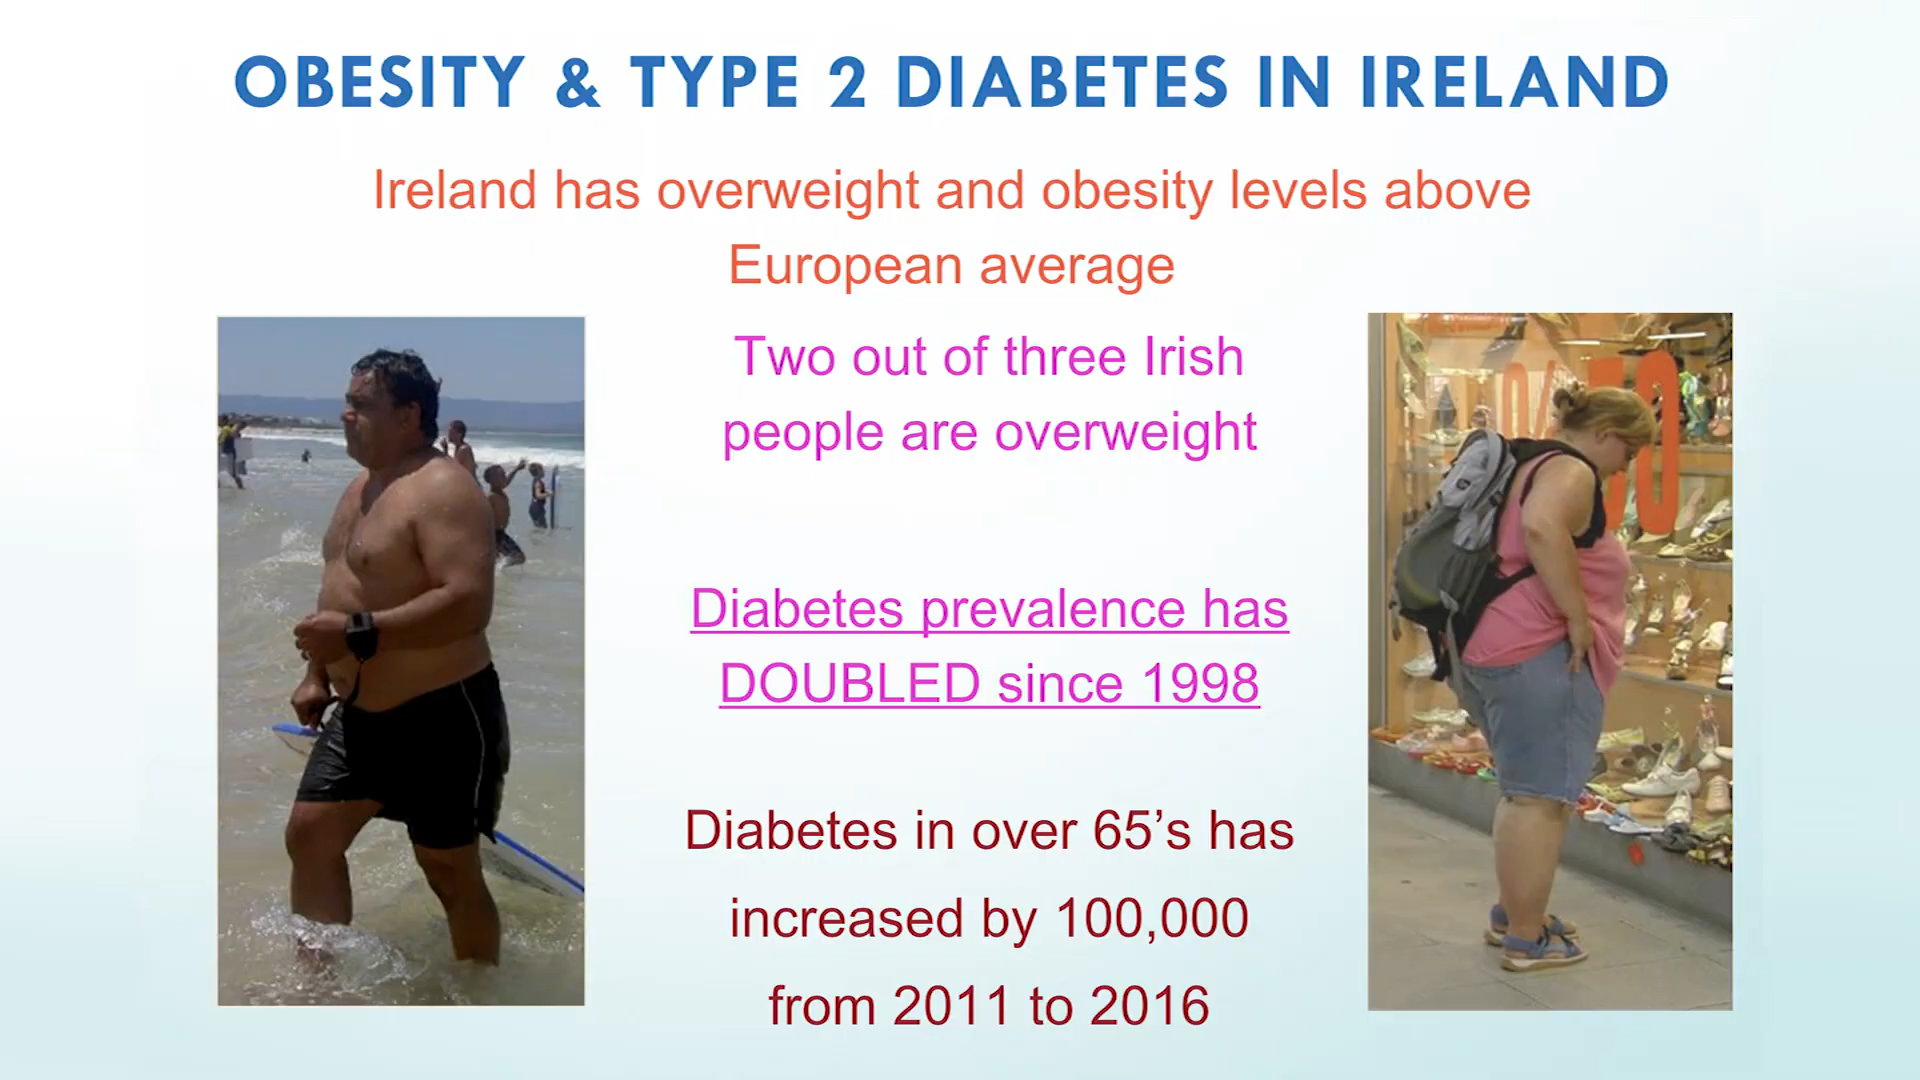 OBESITY & TYPE 2 DIABETES IN IRELAND
Ireland has overweight and obesity levels above
European average
Two out of three Irish
people are overweight
Diabetes prevalence has
DOUBLED since 1998
Diabetes in over 65’s has
increased by 100,000
from 2011 to 2016